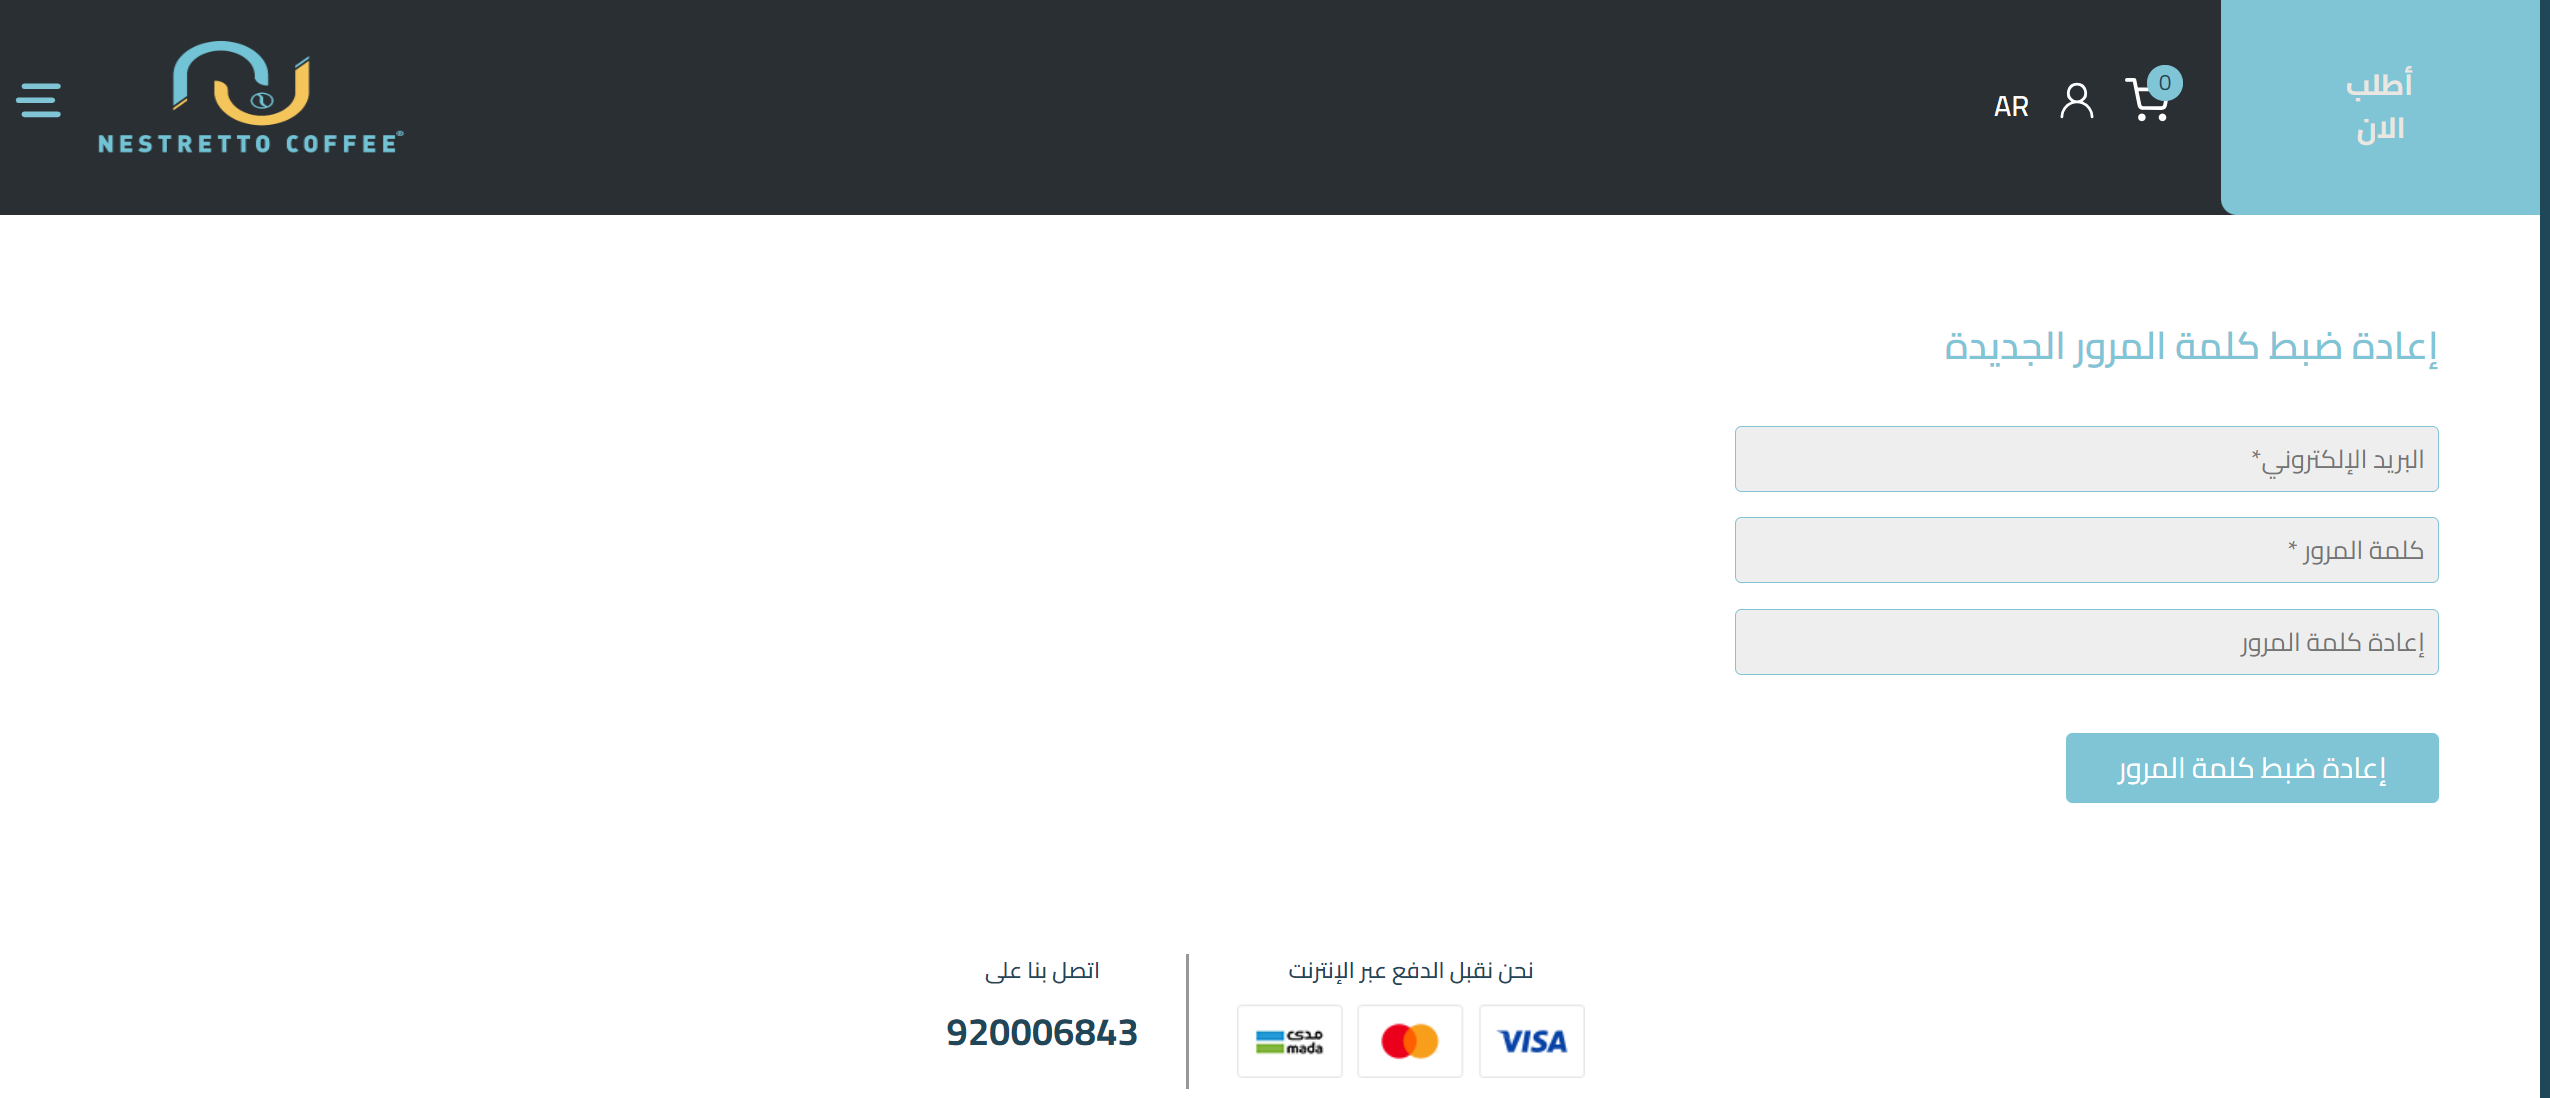 أطلب
الان
0
AR
NESTRETTO COFFEE®
إعادة ضبط كلمة المرور الجديدة
البريد الإلكتروني*
كلمة المرور *
إعادة كلمة المرور
إعادة ضبط كلمة المرور
نحن نقبل الدفع عبر الإنترنت
VISA
مدى
mada
اتصل بنا على
920006843